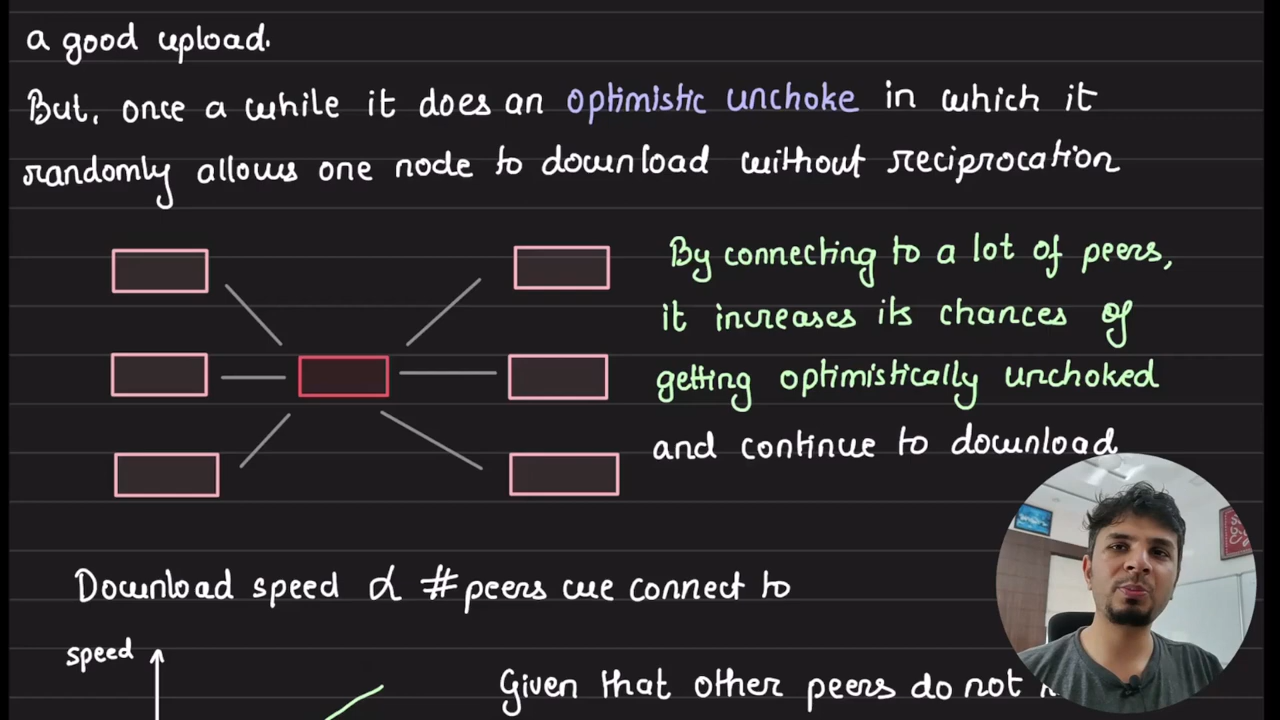 a good upload.
But, once a while it does an optimistic unchoke in which it
randomly allows one node to download without reciprocation
By connecting to a lot of peers,
it increases its chances of
getting optimistically unchoked
and continue to download
Download speed α #peers we connect to
speed
Given that other peers do not